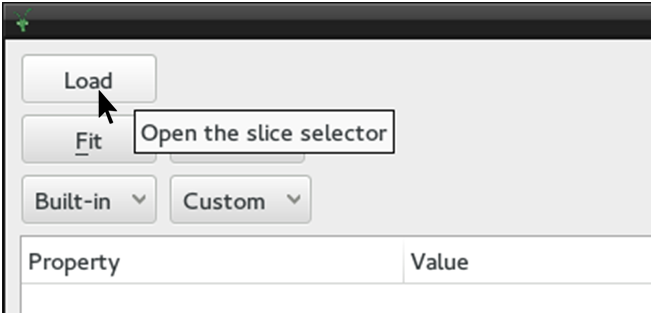 Load
Open the slice selector
Fit
Built-in
Custom
Property
Value